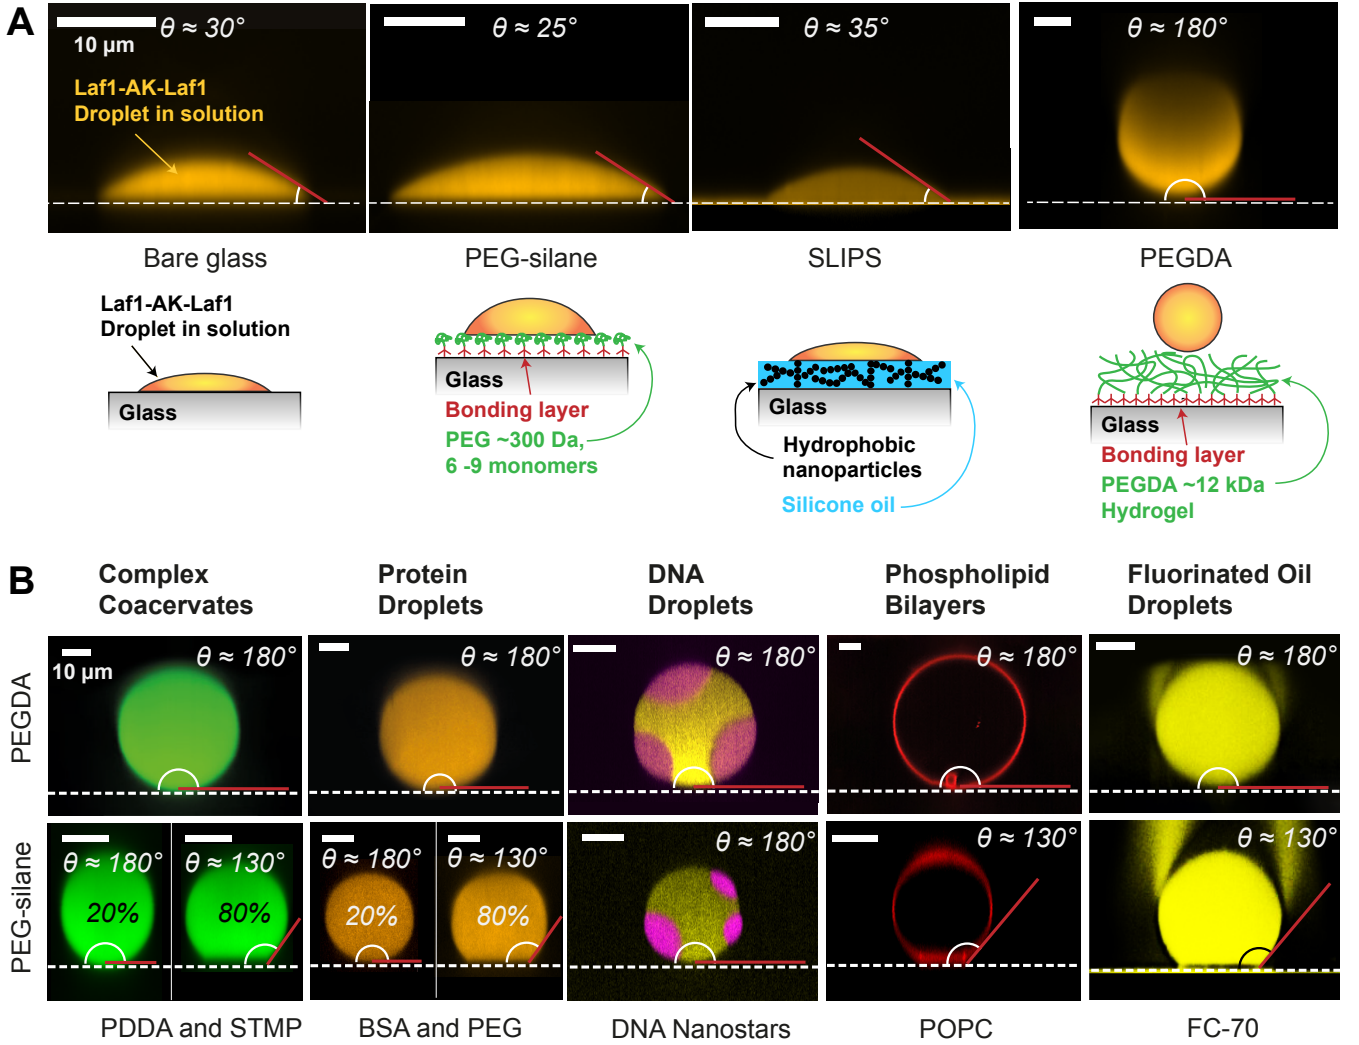 A
θ ≈ 30°
10 µm
Laf1-AK-Laf1
Droplet in solution
θ ≈ 25°
θ ≈ 35°
θ ≈ 180°
Bare glass
PEG-silane
SLIPS
PEGDA
Laf1-AK-Laf1
Droplet in solution
Glass
Glass
Bonding layer
PEG ~300 Da,
6 -9 monomers
Glass
Hydrophobic
nanoparticles
Silicone oil
Glass
Bonding layer
PEGDA ~12 kDa
Hydrogel
B
Complex
Coacervates
Protein
Droplets
DNA
Droplets
Phospholipid
Bilayers
Fluorinated Oil
Droplets
PEGDA
10 µm
θ ≈ 180°
θ ≈ 180°
θ ≈ 180°
θ ≈ 180°
θ ≈ 180°
PEG-silane
θ ≈ 180°
20%
θ ≈ 130°
80%
θ ≈ 180°
20%
θ ≈ 130°
80%
θ ≈ 180°
θ ≈ 130°
θ ≈ 130°
PDDA and STMP
BSA and PEG
DNA Nanostars
POPC
FC-70